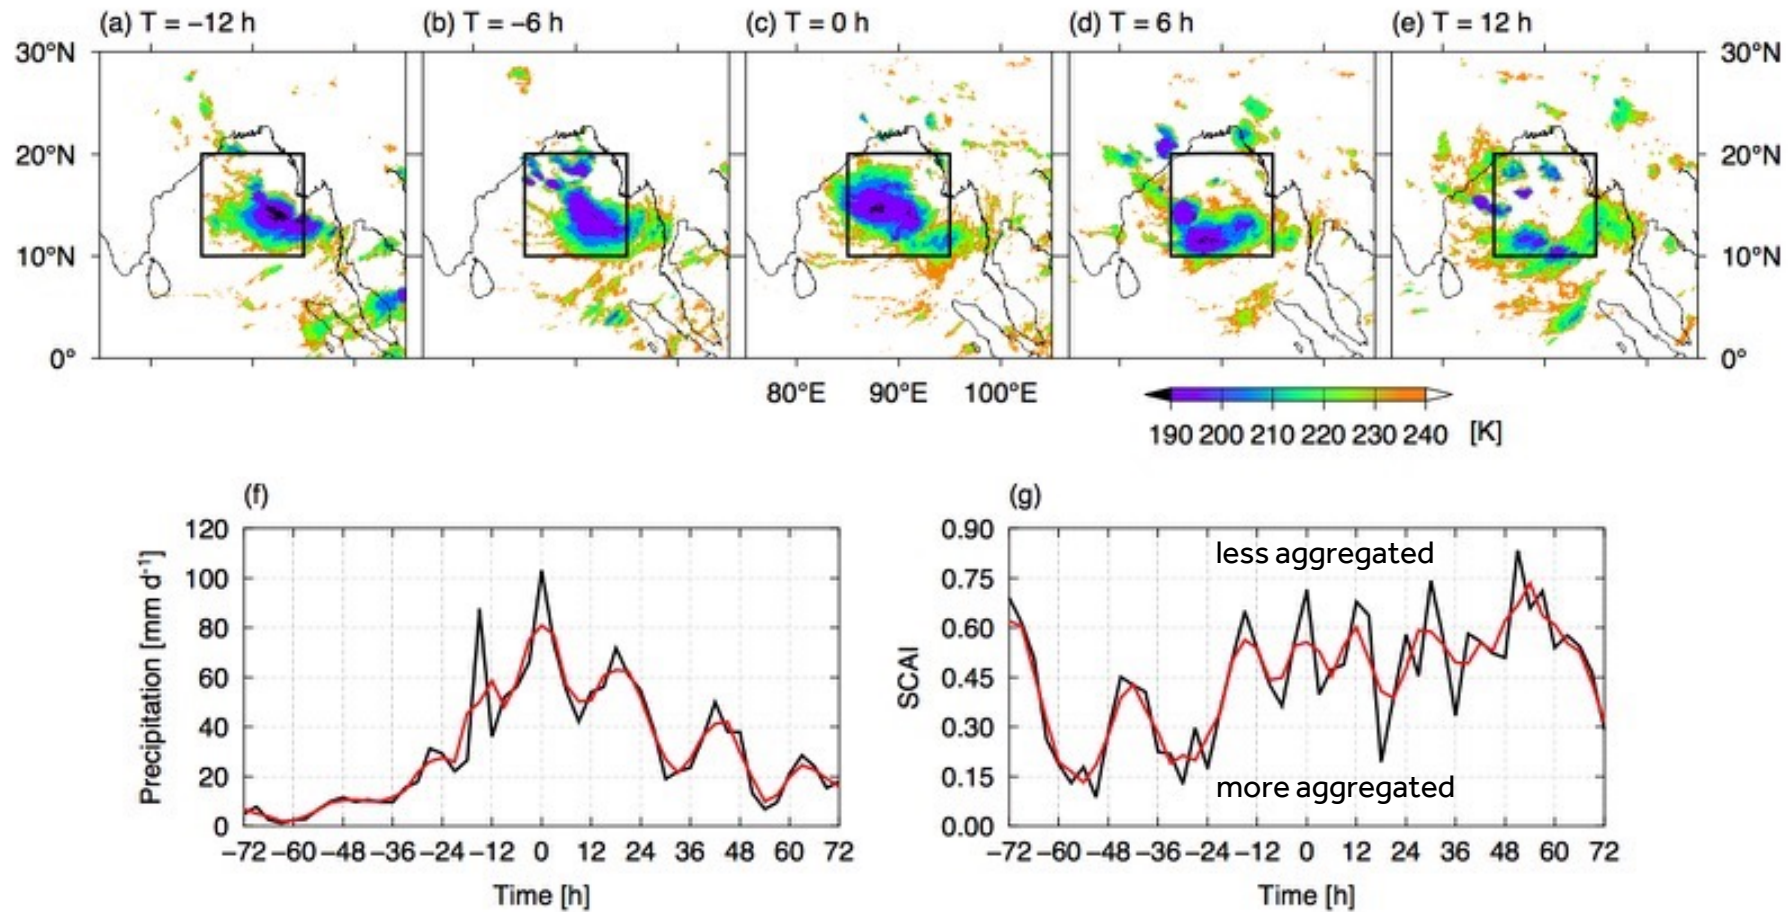 (a) T = −12 h (b) T = −6 h (c) T = 0 h (d) T = 6 h (e) T = 12 h
30°N 30°N
20°N 20°N
10°N 10°N
0° 0°
80°E 90°E 100°E
190 200 210 220 230 240 [K]
(f)
Precipitation [mm d⁻¹]
120
100
80
60
40
20
0
−72 −60 −48 −36 −24 −12 0 12 24 36 48 60 72
Time [h]
(g)
SCAI
0.90
0.75
0.60
0.45
0.30
0.15
0.00
less aggregated
more aggregated
−72 −60 −48 −36 −24 −12 0 12 24 36 48 60 72
Time [h]